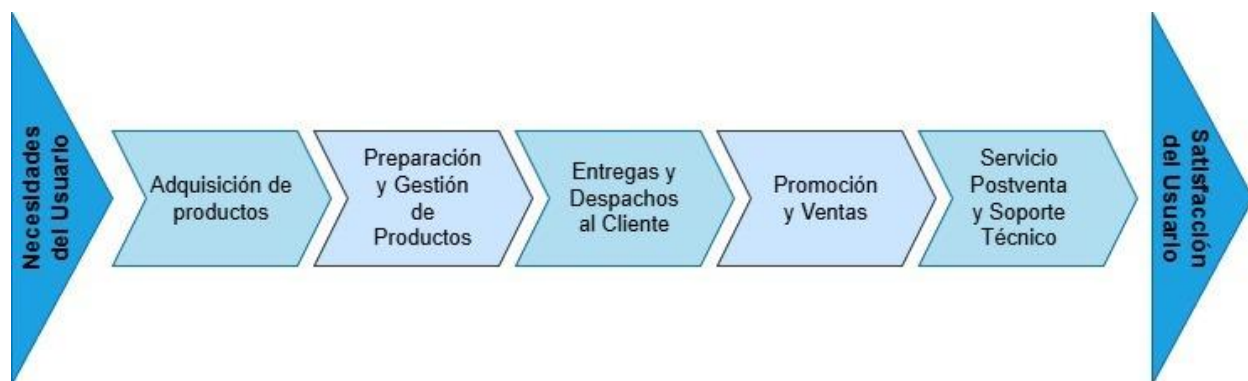 Necesidades
del Usuario
Adquisición de
productos
Preparación
y Gestión
de
Productos
Entregas y
Despachos
al Cliente
Promoción
y Ventas
Servicio
Postventa
y Soporte
Técnico
Satisfacción
del Usuario